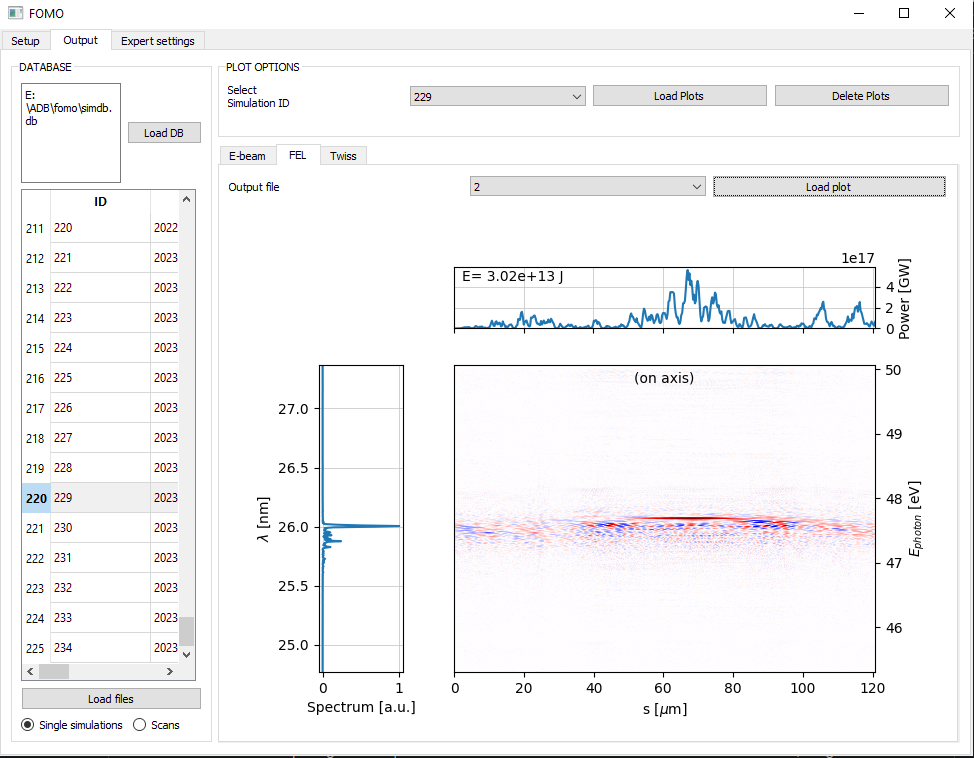 FOMO
Setup Output Expert settings
DATABASE
E:
\ADB\fomo\simdb.
db
Load DB
ID
211 220 2022
212 221 2023
213 222 2023
214 223 2023
215 224 2023
216 225 2023
217 226 2023
218 227 2023
219 228 2023
220 229 2023
221 230 2023
222 231 2023
223 232 2023
224 233 2023
225 234 2023
Load files
Single simulations Scans
PLOT OPTIONS
Select
Simulation ID
229
Load Plots
Delete Plots
E-beam FEL Twiss
Output file
2
Load plot
1e17
E= 3.02e+13 J
4
2
0
Power [GW]
27.0
26.5
26.0
25.5
25.0
λ [nm]
0 1
Spectrum [a.u.]
(on axis)
50
49
48
47
46
E_photon [eV]
0 20 40 60 80 100 120
s [μm]